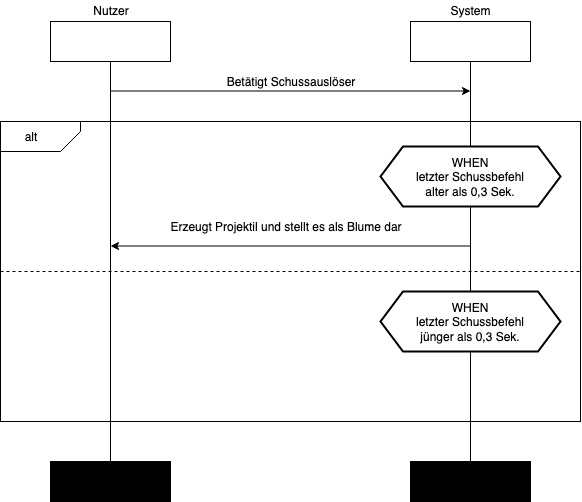 Nutzer
System
Betätigt Schussauslöser
alt
WHEN
letzter Schussbefehl
alter als 0,3 Sek.
Erzeugt Projektil und stellt es als Blume dar
WHEN
letzter Schussbefehl
jünger als 0,3 Sek.